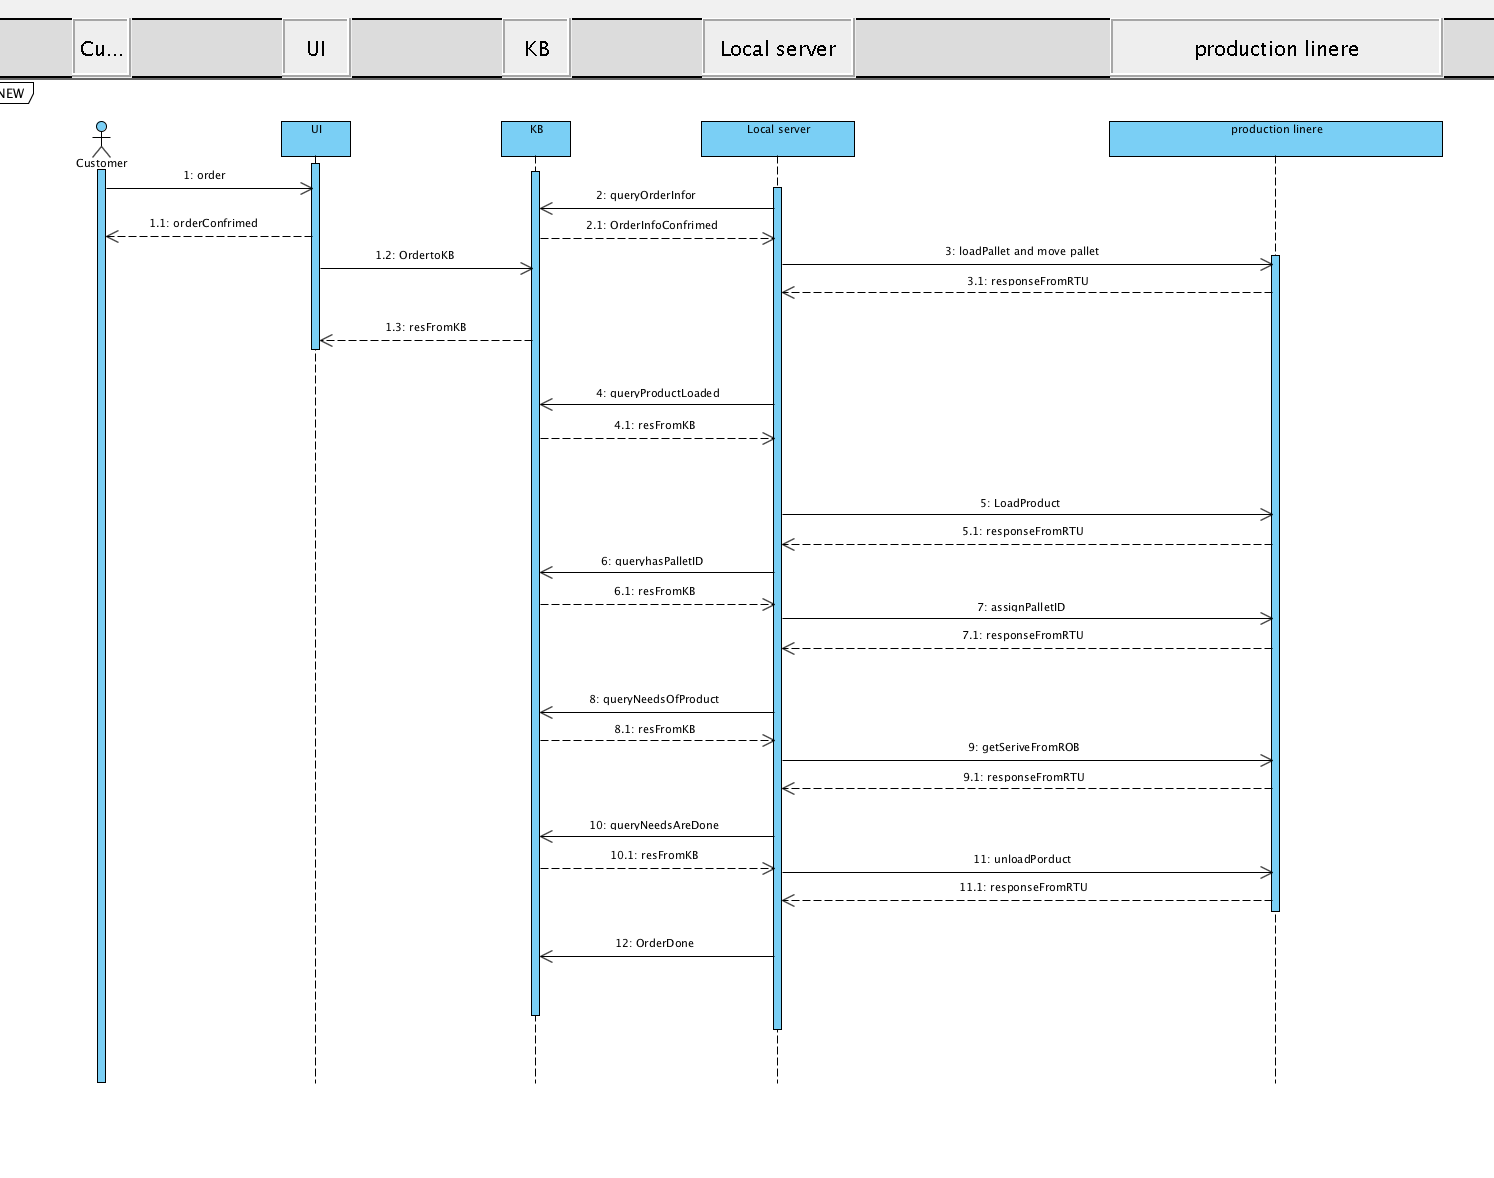 Cu...
UI
KB
Local server
production linere
NEW
UI
KB
Local server
production linere
Customer
1: order
2: queryOrderInfor
1.1: orderConfrimed
2.1: OrderInfoConfrimed
1.2: OrdertoKB
3: loadPallet and move pallet
3.1: responseFromRTU
1.3: resFromKB
4: queryProductLoaded
4.1: resFromKB
5: LoadProduct
5.1: responseFromRTU
6: queryhasPalletID
6.1: resFromKB
7: assignPalletID
7.1: responseFromRTU
8: queryNeedsOfProduct
8.1: resFromKB
9: getSeriveFromROB
9.1: responseFromRTU
10: queryNeedsAreDone
10.1: resFromKB
11: unloadPorduct
11.1: responseFromRTU
12: OrderDone